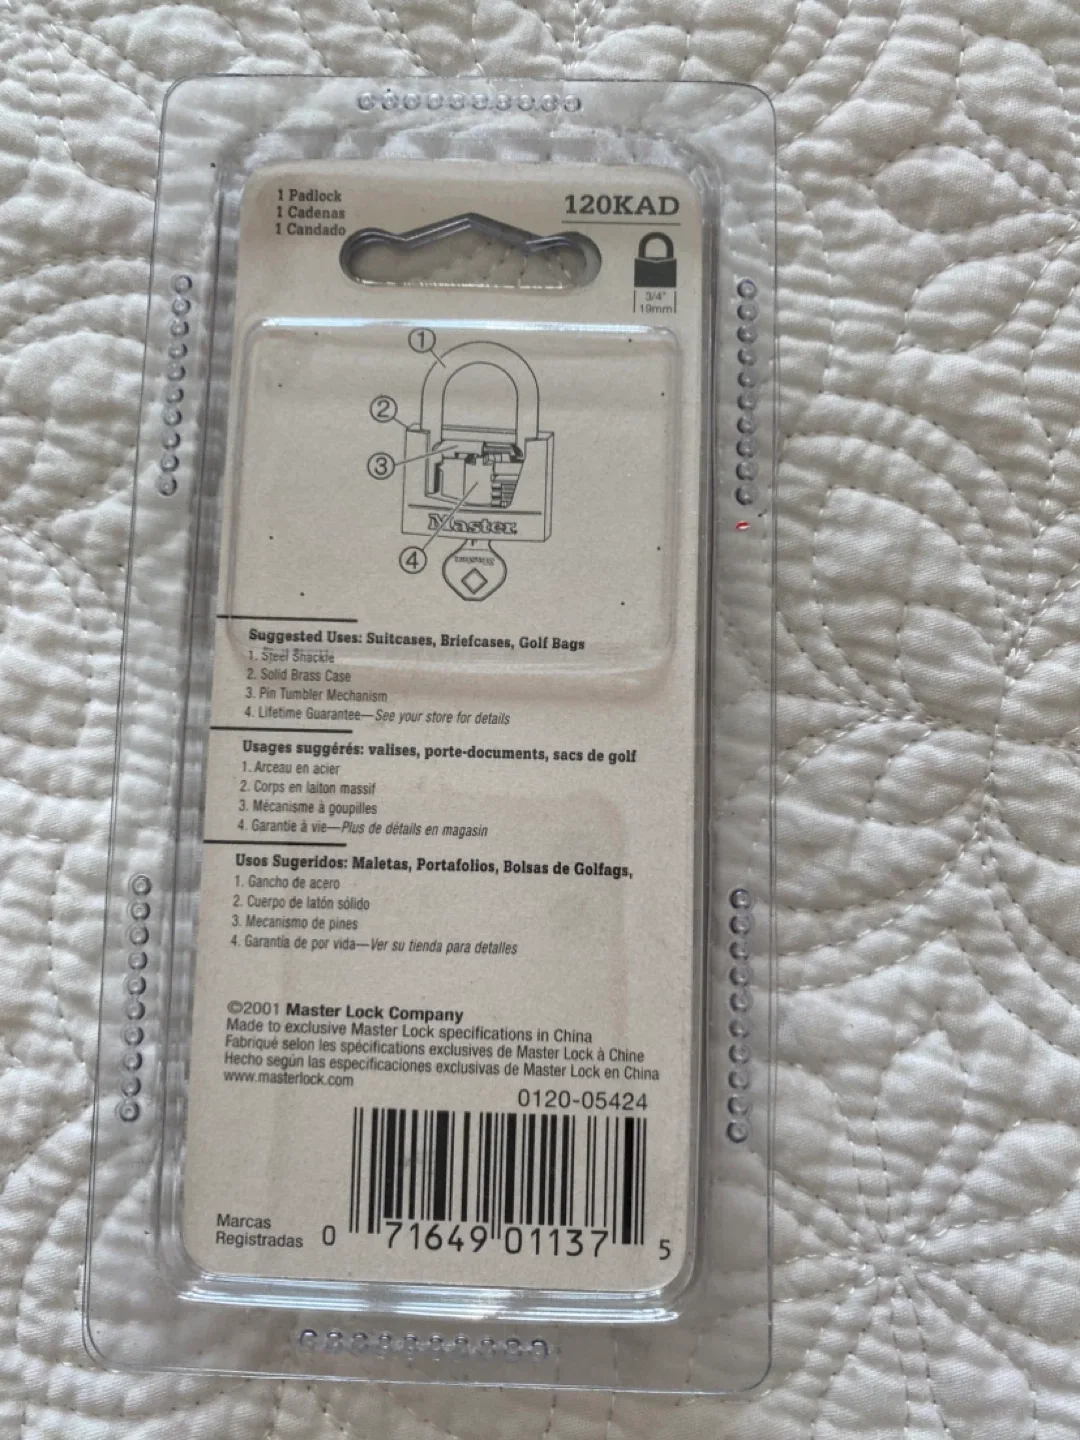 1 Padlock
1 Cadenas
1 Candado
120KAD
3/4"
19mm
1
2
3
4
Master
Suggested Uses: Suitcases, Briefcases, Golf Bags
1. Steel Shackle
2. Solid Brass Case
3. Pin Tumbler Mechanism
4. Lifetime Guarantee—See your store for details
Usages suggérés: valises, porte-documents, sacs de golf
1. Arceau en acier
2. Corps en laiton massif
3. Mécanisme à goupilles
4. Garantie à vie—Plus de détails en magasin
Usos Sugeridos: Maletas, Portafolios, Bolsas de Golfags,
1. Gancho de acero
2. Cuerpo de latón sólido
3. Mecanismo de pines
4. Garantía de por vida—Ver su tienda para detalles
©2001 Master Lock Company
Made to exclusive Master Lock specifications in China
Fabriqué selon les spécifications exclusives de Master Lock à Chine
Hecho según las especificaciones exclusivas de Master Lock en China
www.masterlock.com
0120-05424
Marcas
Registradas
0 71649 01137 5